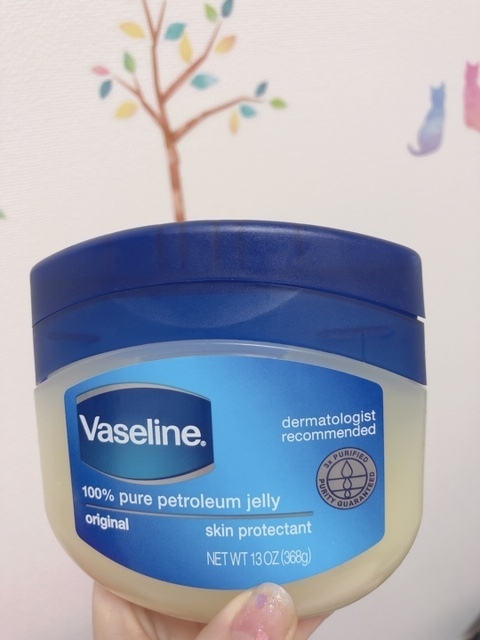 Vaseline.
dermatologist
recommended
3x PURIFIED
PURITY GUARANTEED
100% pure petroleum jelly
original
skin protectant
NET WT 13 OZ (368g)